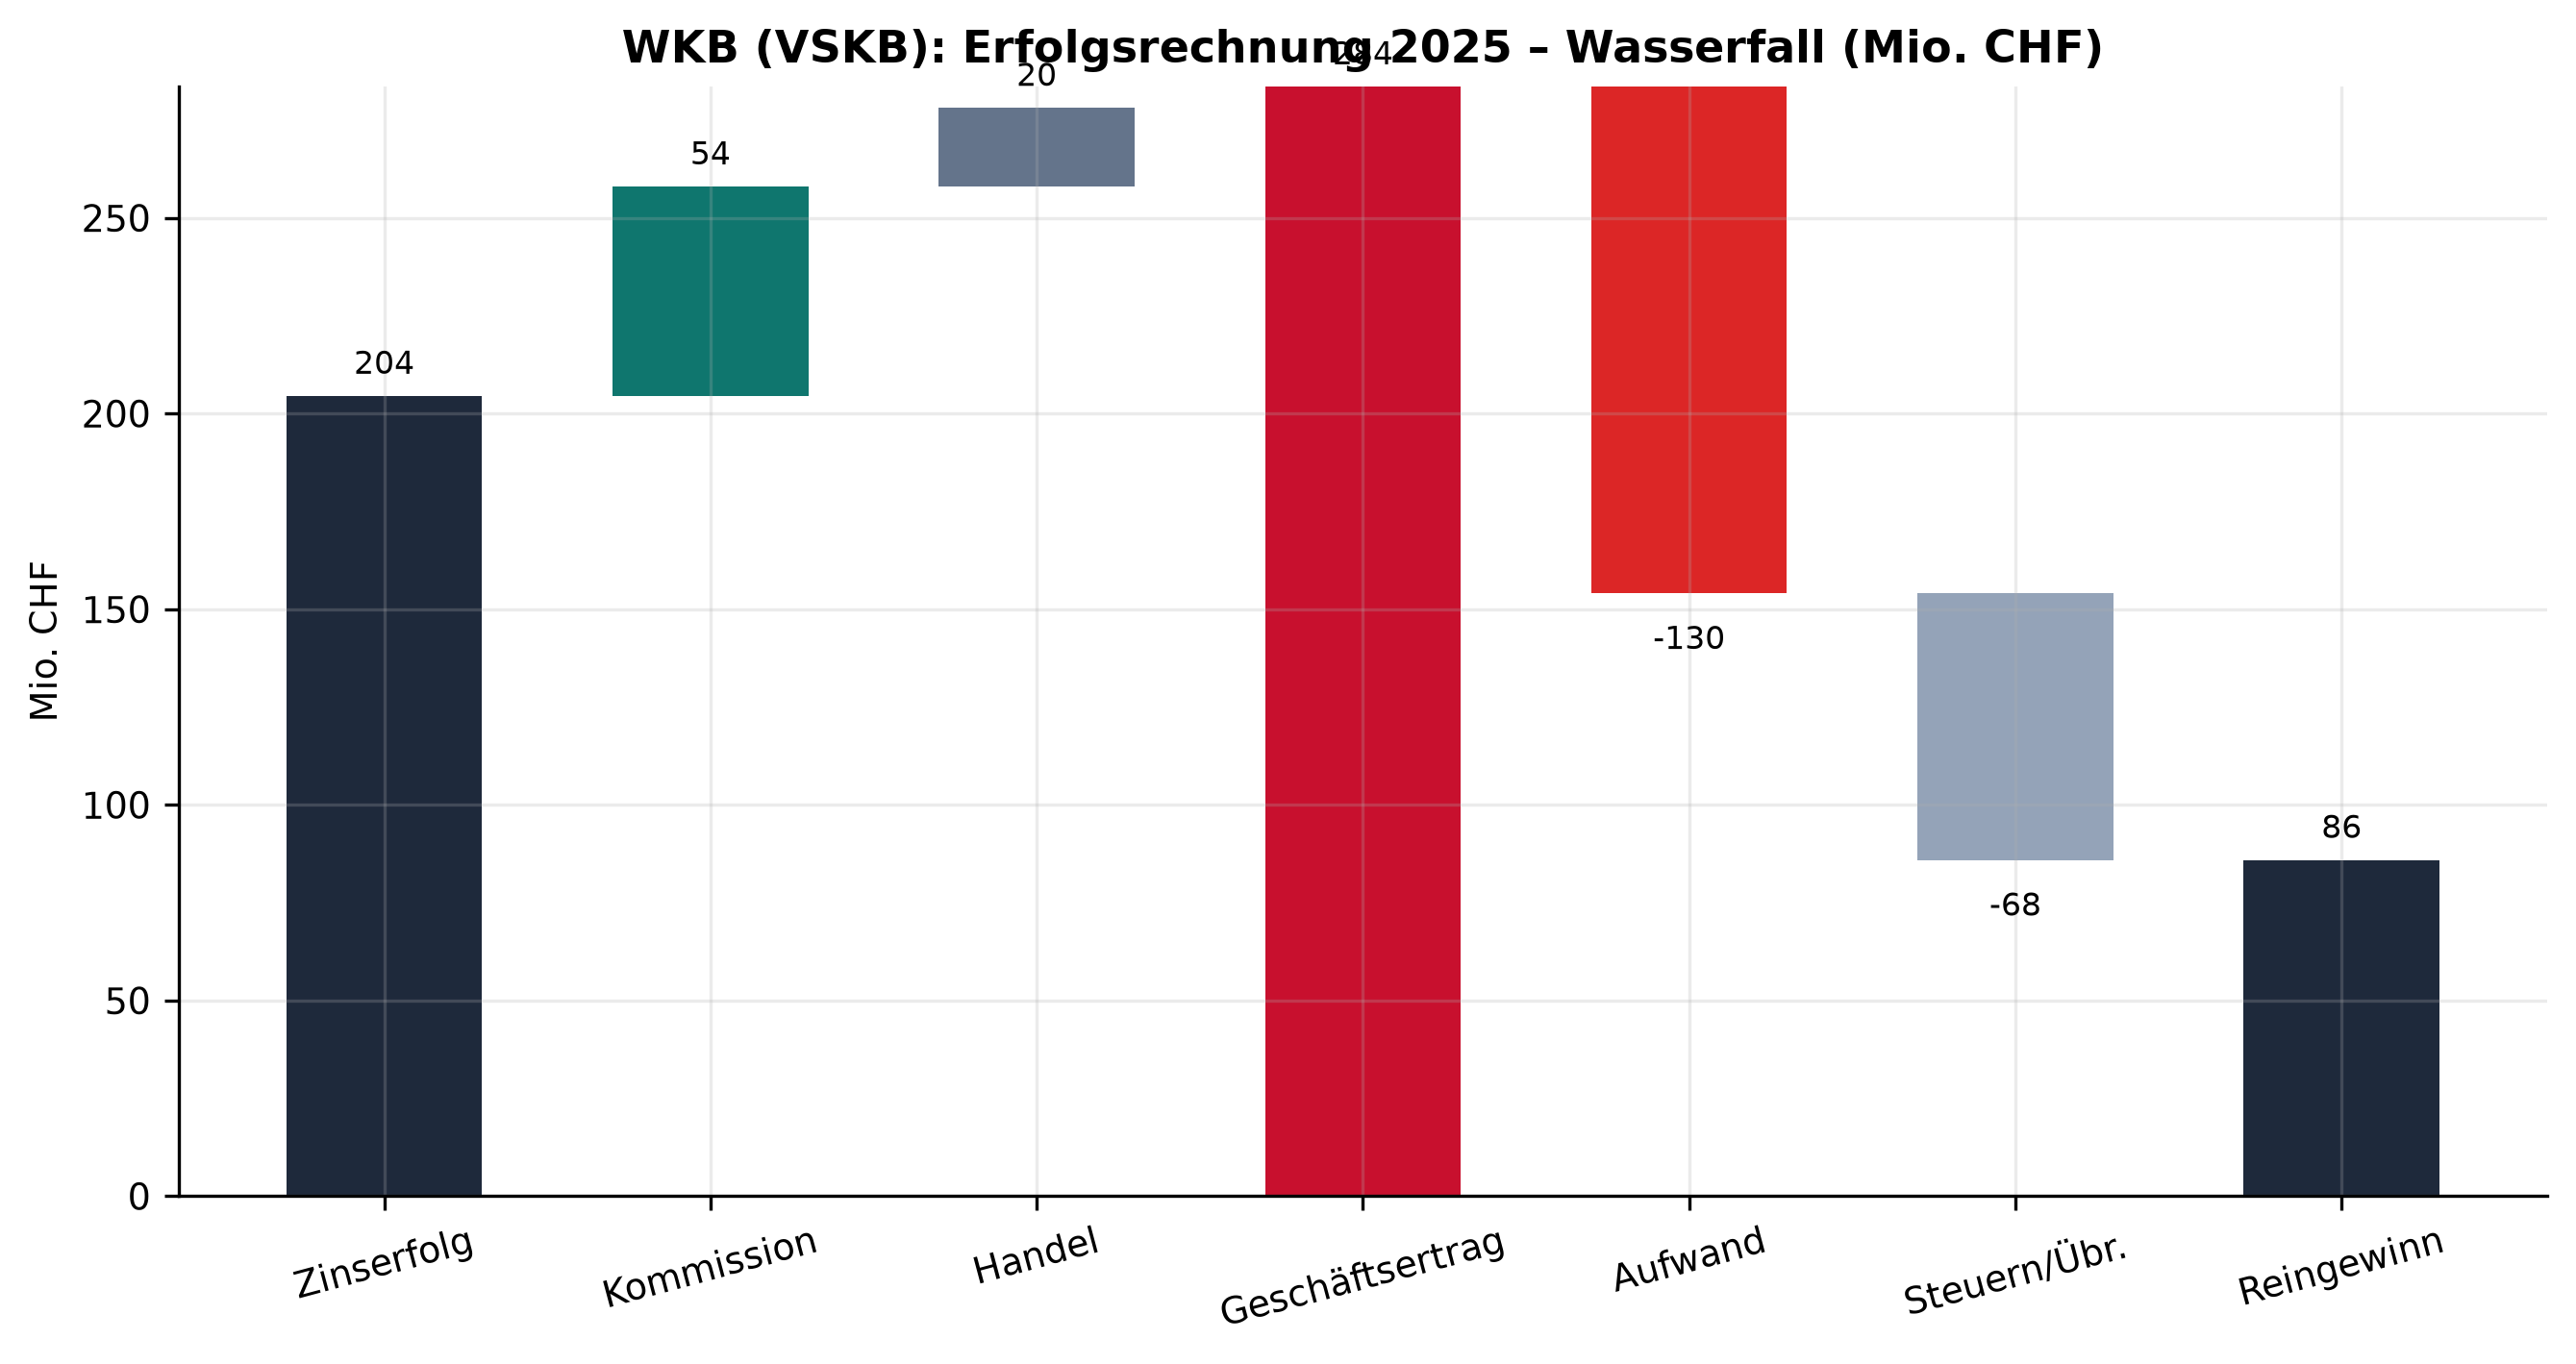 WKB (VSKB): Erfolgsrechnung 2025 – Wasserfall (Mio. CHF)
284
20
54
204
-130
-68
86
Mio. CHF
250
200
150
100
50
0
Zinserfolg
Kommission
Handel
Geschäftsertrag
Aufwand
Steuern/Übr.
Reingewinn